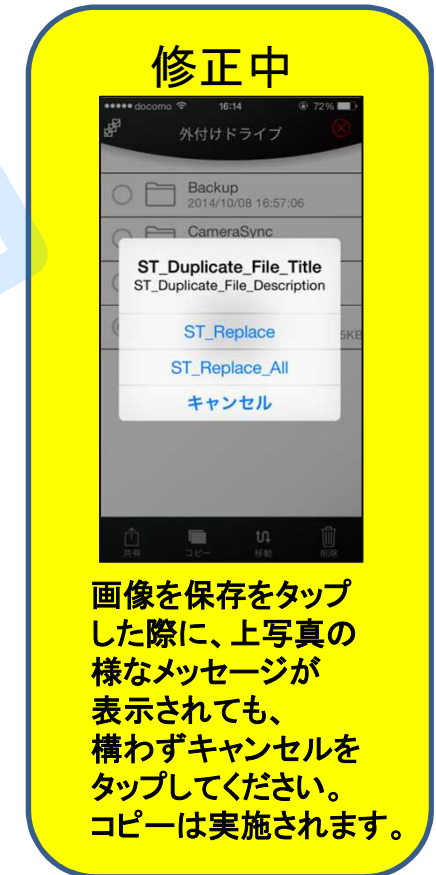 修正中
docomo 16:14 72%
外付けドライブ
Backup
2014/10/08 16:57:06
CameraSync
ST_Duplicate_File_Title
ST_Duplicate_File_Description
ST_Replace
5KB
ST_Replace_All
キャンセル
共有 コピー 移動 削除
画像を保存をタップ
した際に、上写真の
様なメッセージが
表示されても、
構わずキャンセルを
タップしてください。
コピーは実施されます。